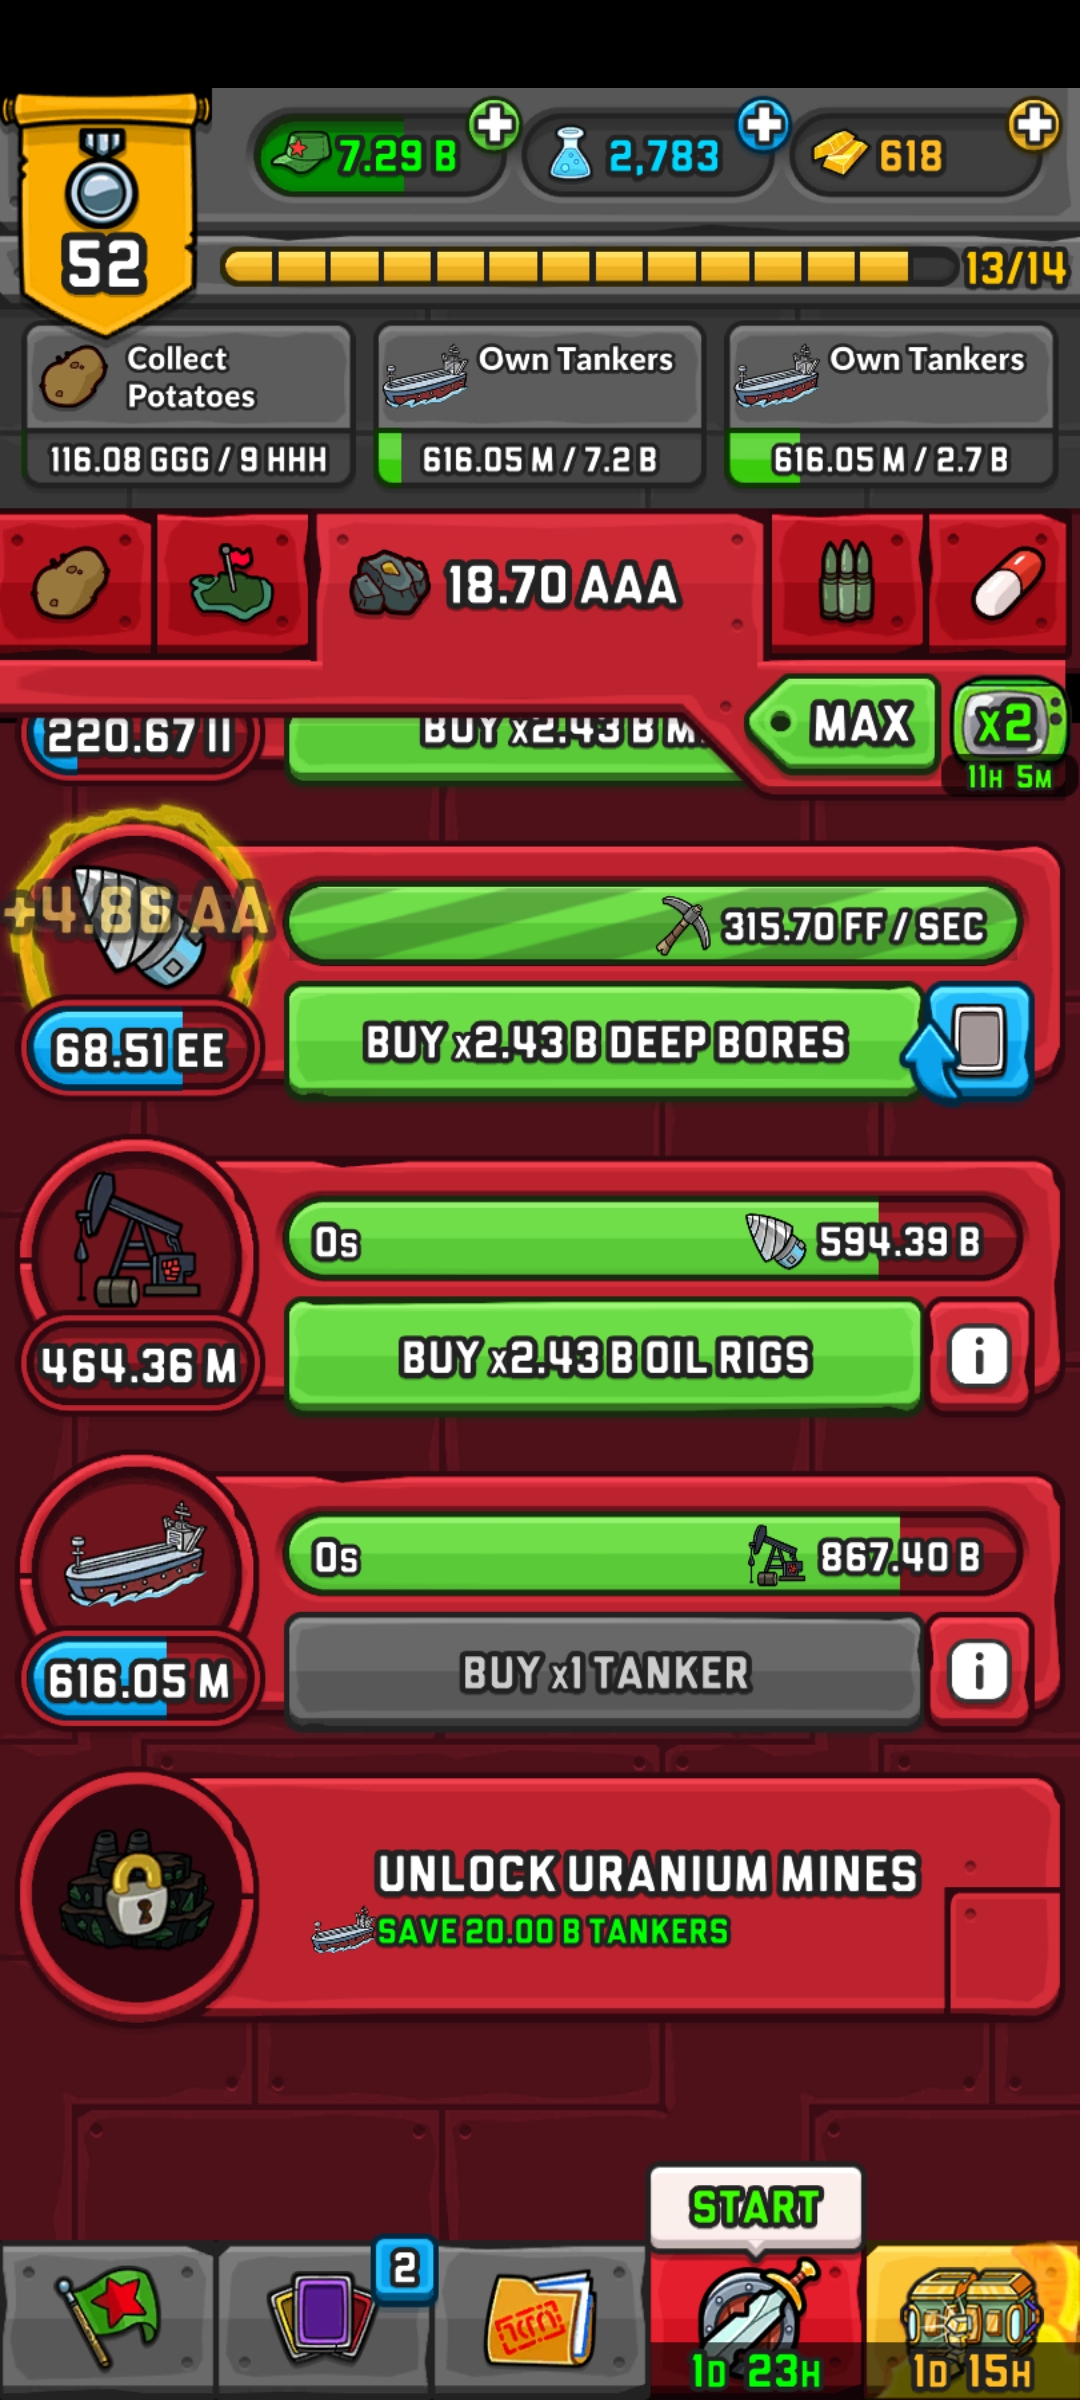 7.29 B
2,783
618
52
13/14
Collect
Potatoes
116.08 GGG / 9 HHH
Own Tankers
616.05 M / 7.2 B
Own Tankers
616.05 M / 2.7 B
18.70 AAA
MAX
x2
11H 5M
220.67 II
BUY x2.43 B M
+4.86 AA
315.70 FF / SEC
68.51 EE
BUY x2.43 B DEEP BORES
0s
594.39 B
464.36 M
BUY x2.43 B OIL RIGS
i
0s
867.40 B
616.05 M
BUY x1 TANKER
i
UNLOCK URANIUM MINES
SAVE 20.00 B TANKERS
START
2
1D 23H
1D 15H